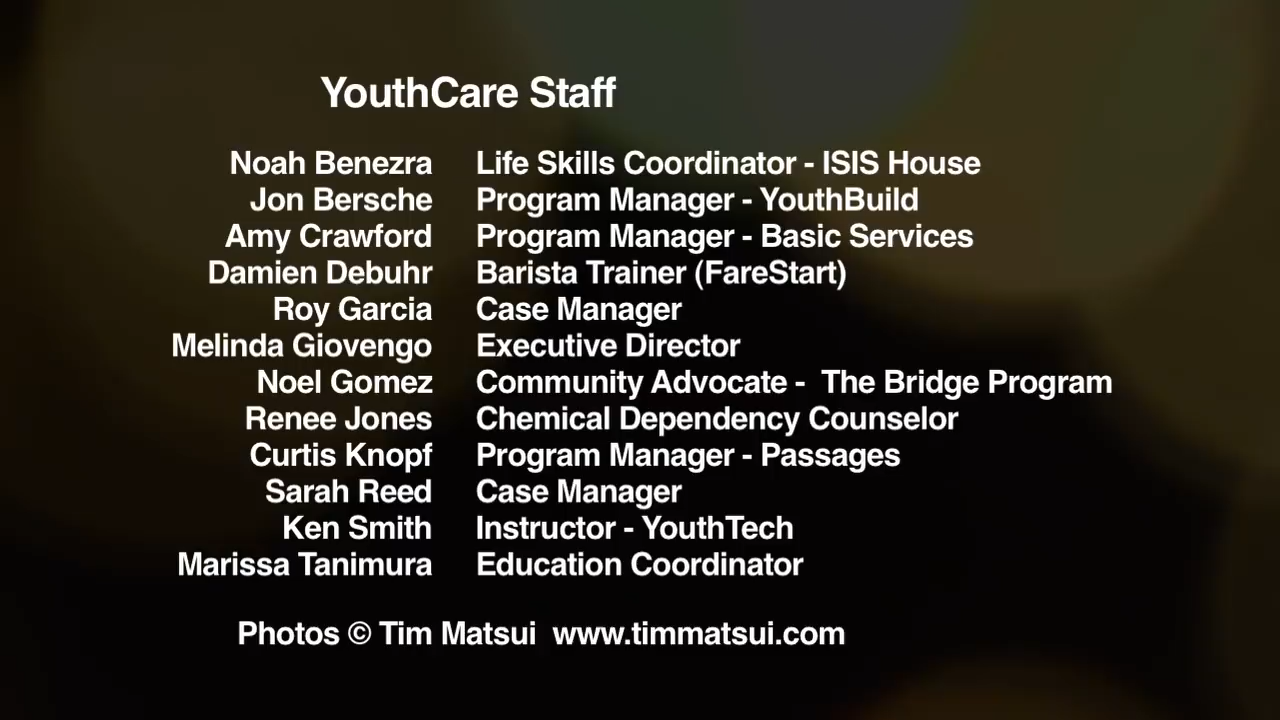 YouthCare Staff
Noah Benezra Life Skills Coordinator - ISIS House
Jon Bersche Program Manager - YouthBuild
Amy Crawford Program Manager - Basic Services
Damien Debuhr Barista Trainer (FareStart)
Roy Garcia Case Manager
Melinda Giovengo Executive Director
Noel Gomez Community Advocate - The Bridge Program
Renee Jones Chemical Dependency Counselor
Curtis Knopf Program Manager - Passages
Sarah Reed Case Manager
Ken Smith Instructor - YouthTech
Marissa Tanimura Education Coordinator
Photos © Tim Matsui www.timmatsui.com